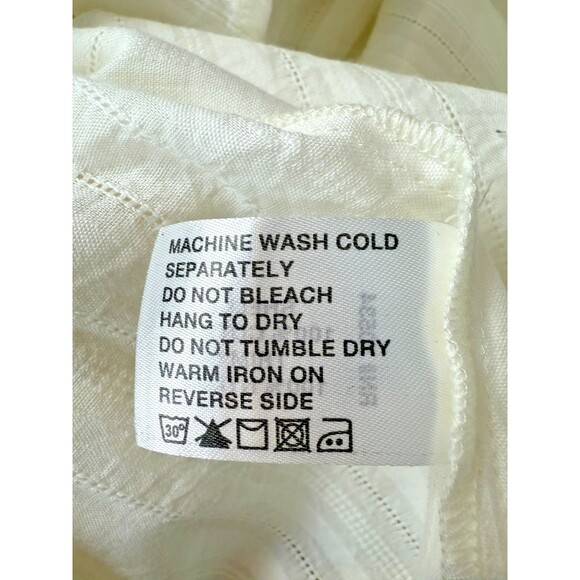 MACHINE WASH COLD
SEPARATELY
DO NOT BLEACH
HANG TO DRY
DO NOT TUMBLE DRY
WARM IRON ON
REVERSE SIDE
30°